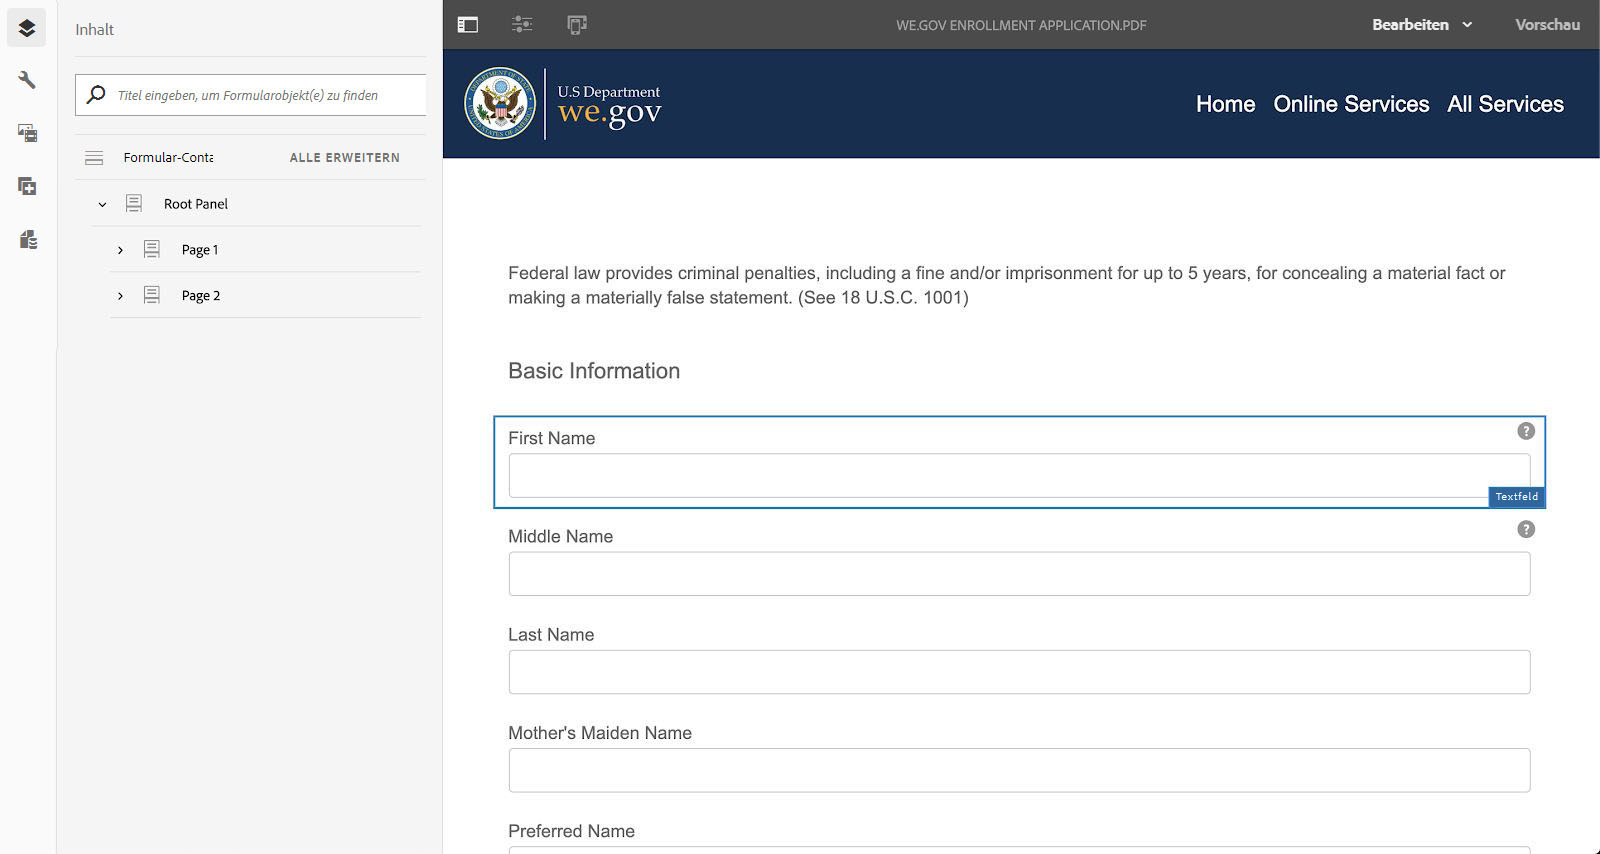 Inhalt
Titel eingeben, um Formularobjekt(e) zu finden
Formular-Conta
ALLE ERWEITERN
Root Panel
Page 1
Page 2
WE.GOV ENROLLMENT APPLICATION.PDF
Bearbeiten
Vorschau
U.S Department
we.gov
Home Online Services All Services
Federal law provides criminal penalties, including a fine and/or imprisonment for up to 5 years, for concealing a material fact or
making a materially false statement. (See 18 U.S.C. 1001)
Basic Information
First Name
?
Textfeld
Middle Name
?
Last Name
Mother's Maiden Name
Preferred Name